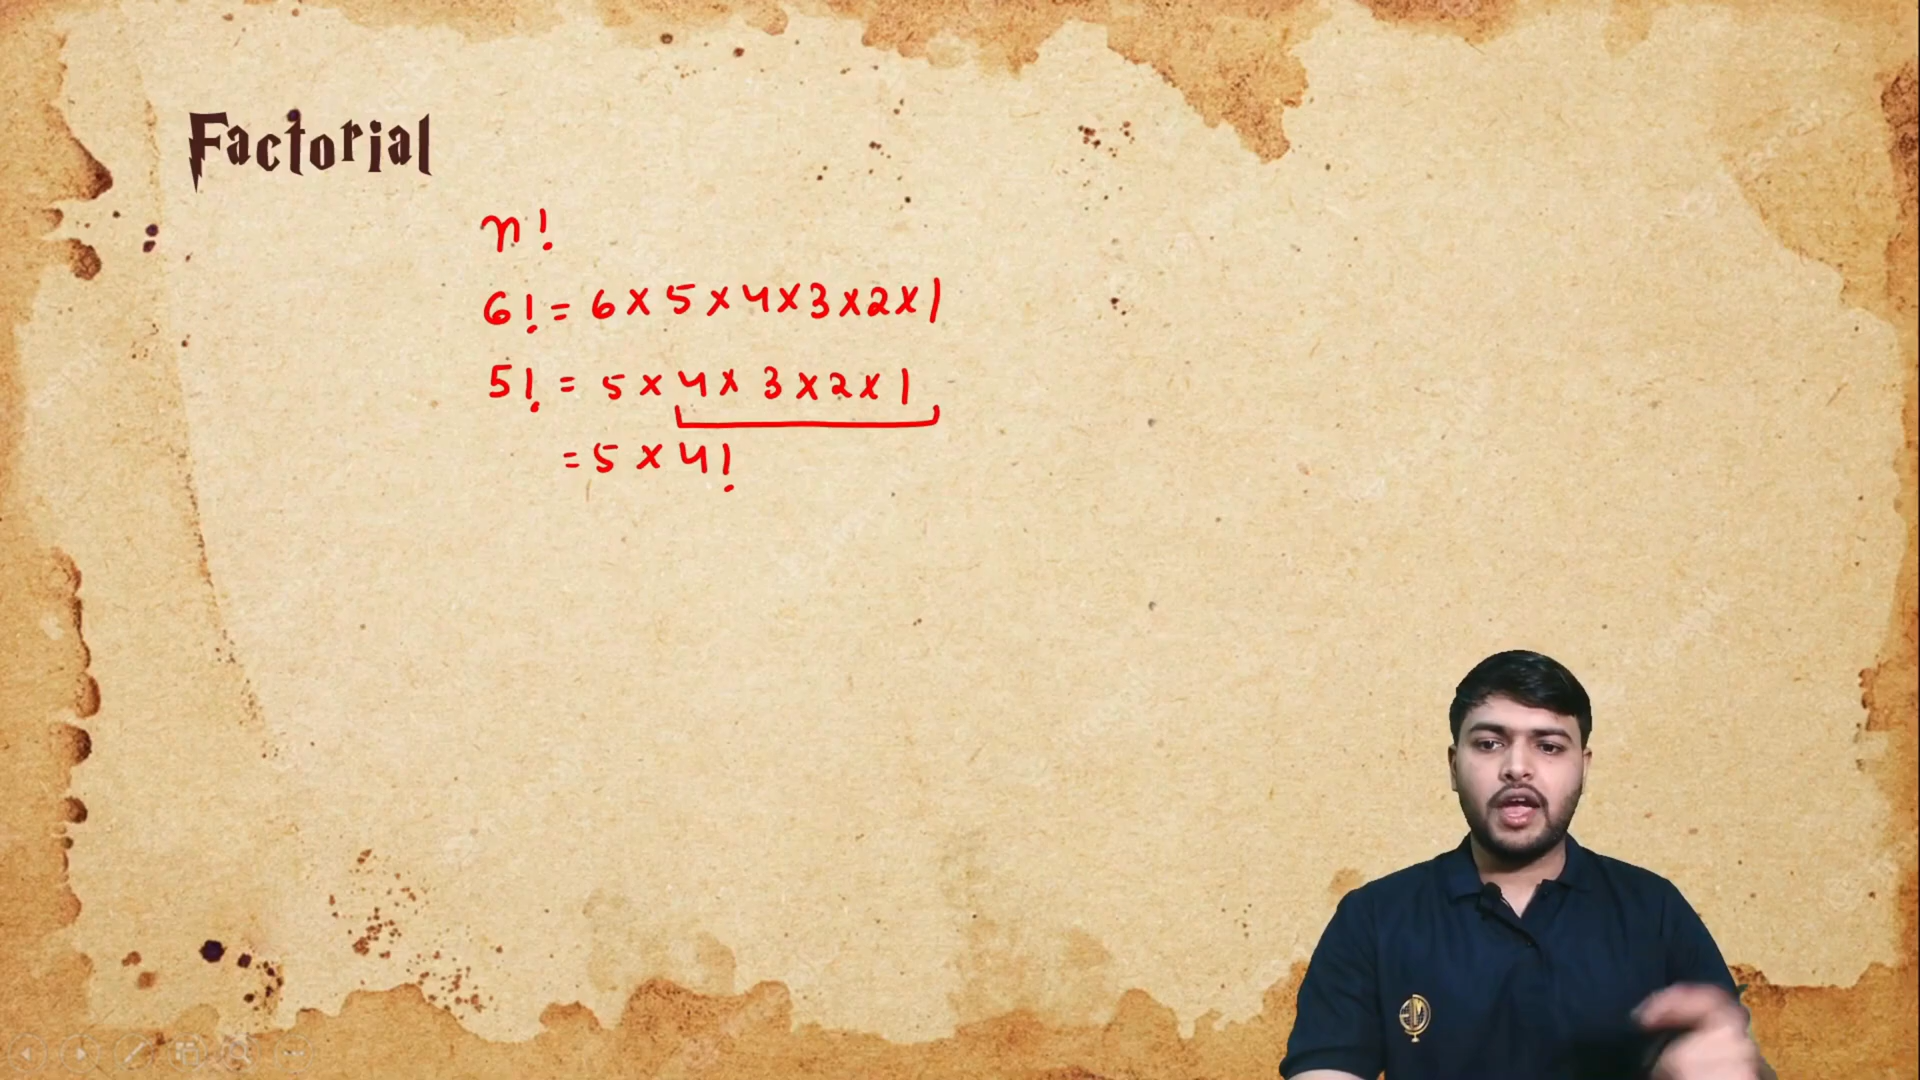 Factorial
n!
6! = 6 × 5 × 4 × 3 × 2 × 1
5! = 5 × 4 × 3 × 2 × 1
= 5 × 4!